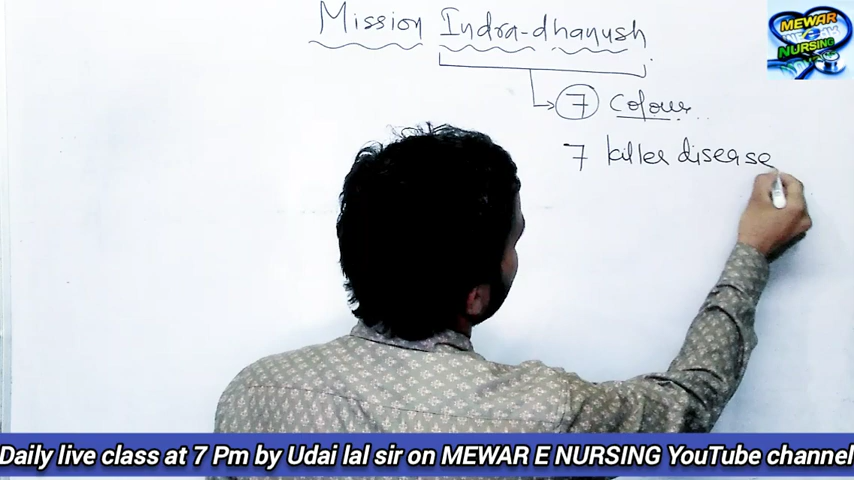 Mission Indra-dhanush
7 Colour
7 killer disease
MEWAR
E
NURSING
Daily live class at 7 Pm by Udai lal sir on MEWAR E NURSING YouTube channel